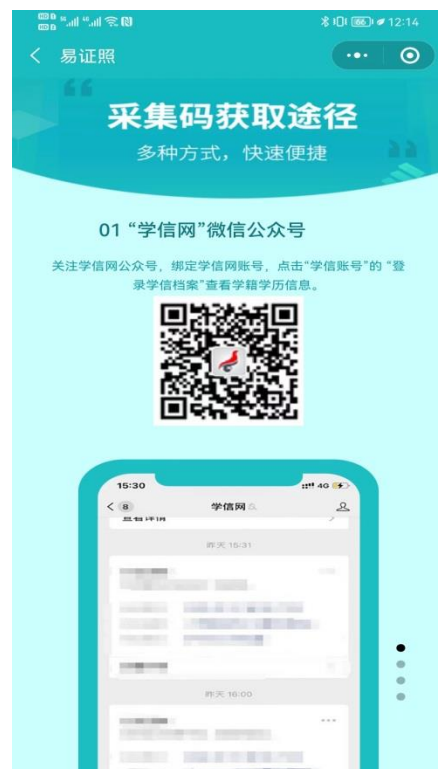 12:14
易证照
采集码获取途径
多种方式，快速便捷
01 “学信网”微信公众号
关注学信网公众号，绑定学信网账号，点击“学信账号”的 “登
录学信档案”查看学籍学历信息。
15:30
4G
8
学信网
查看详情
昨天 15:31
昨天 16:00